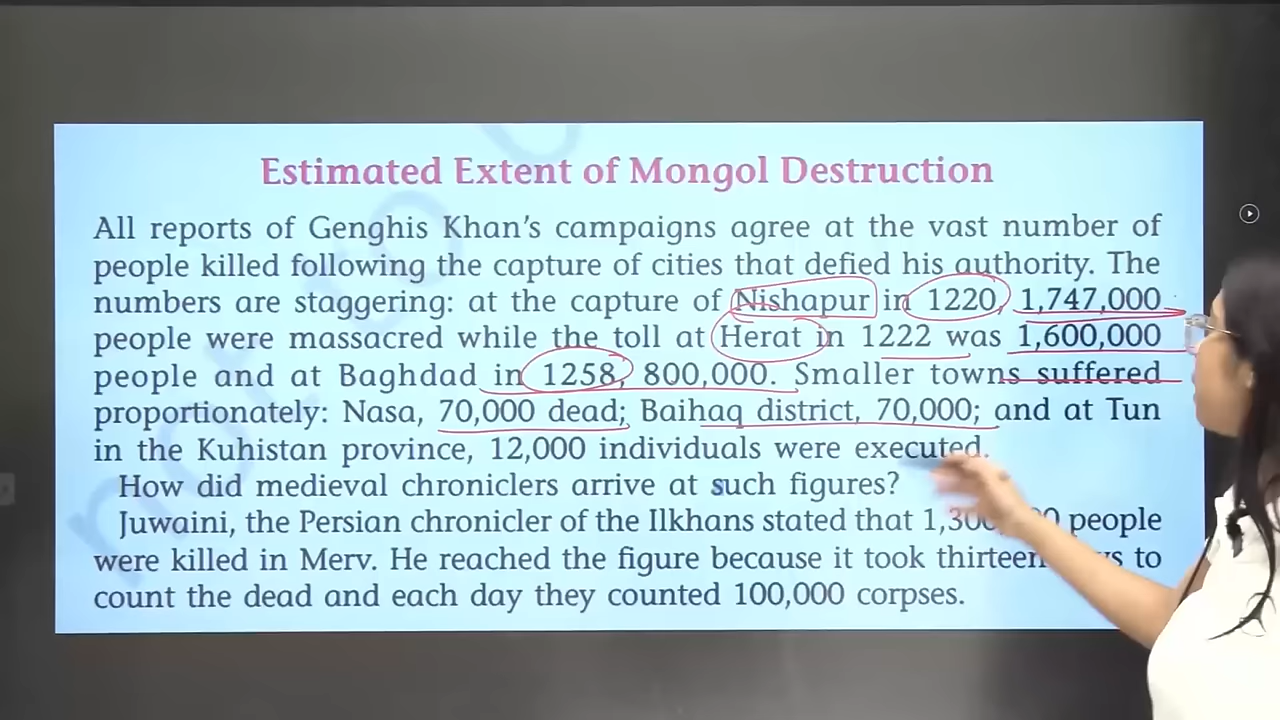 Estimated Extent of Mongol Destruction
All reports of Genghis Khan's campaigns agree at the vast number of
people killed following the capture of cities that defied his authority. The
numbers are staggering: at the capture of Nishapur in 1220, 1,747,000
people were massacred while the toll at Herat in 1222 was 1,600,000
people and at Baghdad in 1258, 800,000. Smaller towns suffered
proportionately: Nasa, 70,000 dead; Baihaq district, 70,000; and at Tun
in the Kuhistan province, 12,000 individuals were executed.
How did medieval chroniclers arrive at such figures?
Juwaini, the Persian chronicler of the Ilkhans stated that people
were killed in Merv. He reached the figure because it took thirteen to
count the dead and each day they counted 100,000 corpses.